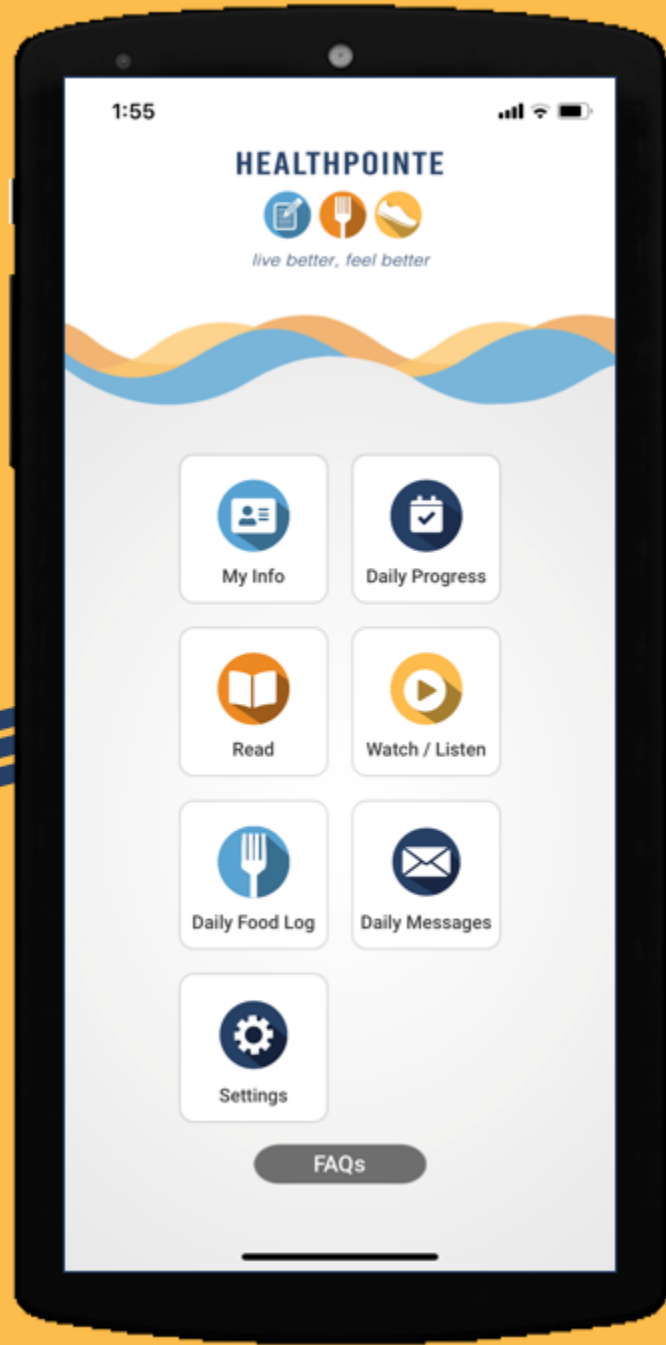 1:55
HEALTHPOINTE
live better, feel better
My Info
Daily Progress
Read
Watch / Listen
Daily Food Log
Daily Messages
Settings
FAQs